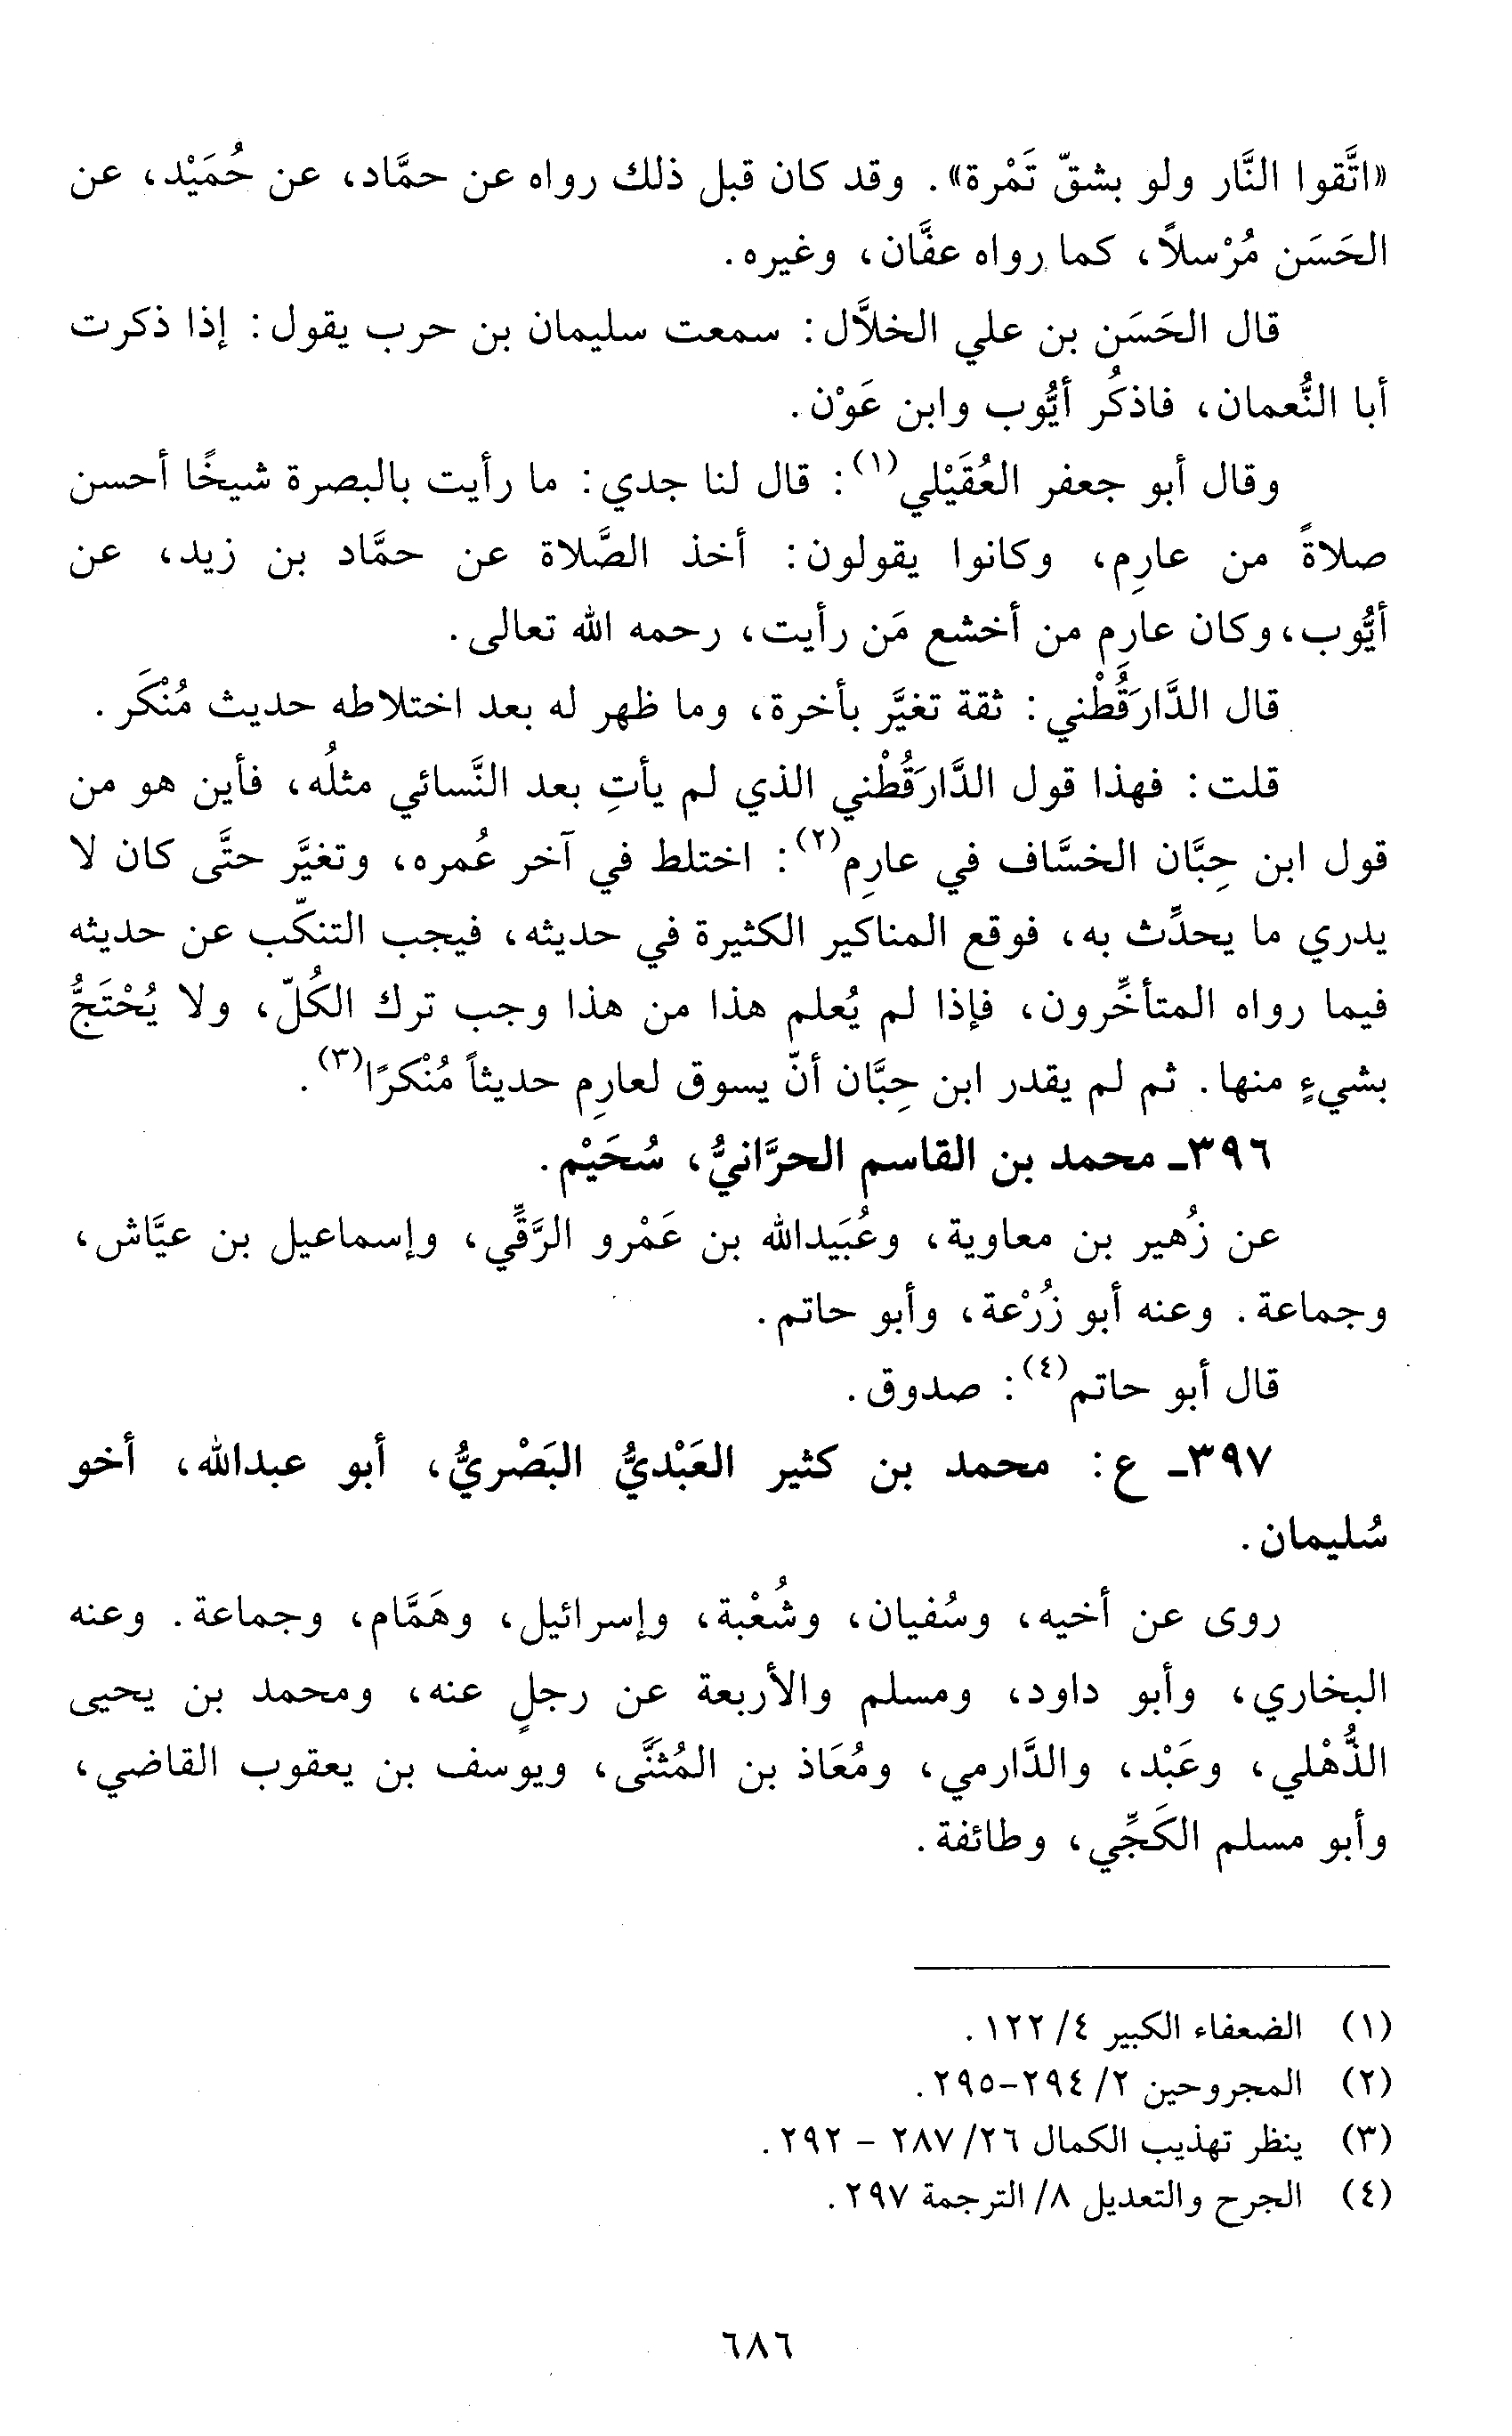 «اتَّقوا النَّار ولو بشقّ تَمْرة». وقد كان قبل ذلك رواه عن حمَّاد، عن حُمَيْد، عن
الحَسَن مُرْسلاً، كما رواه عفَّان، وغيره.
قال الحَسَن بن علي الخلاَّل: سمعت سليمان بن حرب يقول: إذا ذكرت
أبا النُّعمان، فاذكُر أيُّوب وابن عَوْن.
وقال أبو جعفر العُقَيْلي(١): قال لنا جدي: ما رأيت بالبصرة شيخًا أحسن
صلاةً من عارِم، وكانوا يقولون: أخذ الصَّلاة عن حمَّاد بن زيد، عن
أيُّوب، وكان عارِم من أخشع مَن رأيت، رحمه الله تعالى.
قال الدَّارَقُطْني: ثقة تغيَّر بأخرة، وما ظهر له بعد اختلاطه حديث مُنْكَر.
قلت: فهذا قول الدَّارَقُطْني الذي لم يأتِ بعد النَّسائي مثلُه، فأين هو من
قول ابن حِبَّان الخسَّاف في عارِم(٢): اختلط في آخر عُمره، وتغيَّر حتَّى كان لا
يدري ما يحدِّث به، فوقع المناكير الكثيرة في حديثه، فيجب التنكّب عن حديثه
فيما رواه المتأخِّرون، فإذا لم يُعلم هذا من هذا وجب ترك الكُلّ، ولا يُحْتَجُّ
بشيءٍ منها. ثم لم يقدر ابن حِبَّان أنّ يسوق لعارِم حديثاً مُنْكرًا(٣).
٣٩٦ـ محمد بن القاسم الحرَّانيُّ، سُحَيْم.
عن زُهير بن معاوية، وعُبَيدالله بن عَمْرو الرَّقِّي، وإسماعيل بن عيَّاش،
وجماعة. وعنه أبو زُرْعة، وأبو حاتم.
قال أبو حاتم(٤): صدوق.
٣٩٧ـ ع: محمد بن كثير العَبْديُّ البَصْريُّ، أبو عبدالله، أخو
سُليمان.
روى عن أخيه، وسُفيان، وشُعْبة، وإسرائيل، وهَمَّام، وجماعة. وعنه
البخاري، وأبو داود، ومسلم والأربعة عن رجلٍ عنه، ومحمد بن يحيى
الذُّهْلي، وعَبْد، والدَّارمي، ومُعَاذ بن المُثنَّى، ويوسف بن يعقوب القاضي،
وأبو مسلم الكَجِّي، وطائفة.
(١) الضعفاء الكبير ٤/ ١٢٢.
(٢) المجروحين ٢/ ٢٩٤-٢٩٥.
(٣) ينظر تهذيب الكمال ٢٦/ ٢٨٧ - ٢٩٢.
(٤) الجرح والتعديل ٨/ الترجمة ٢٩٧.
٦٨٦